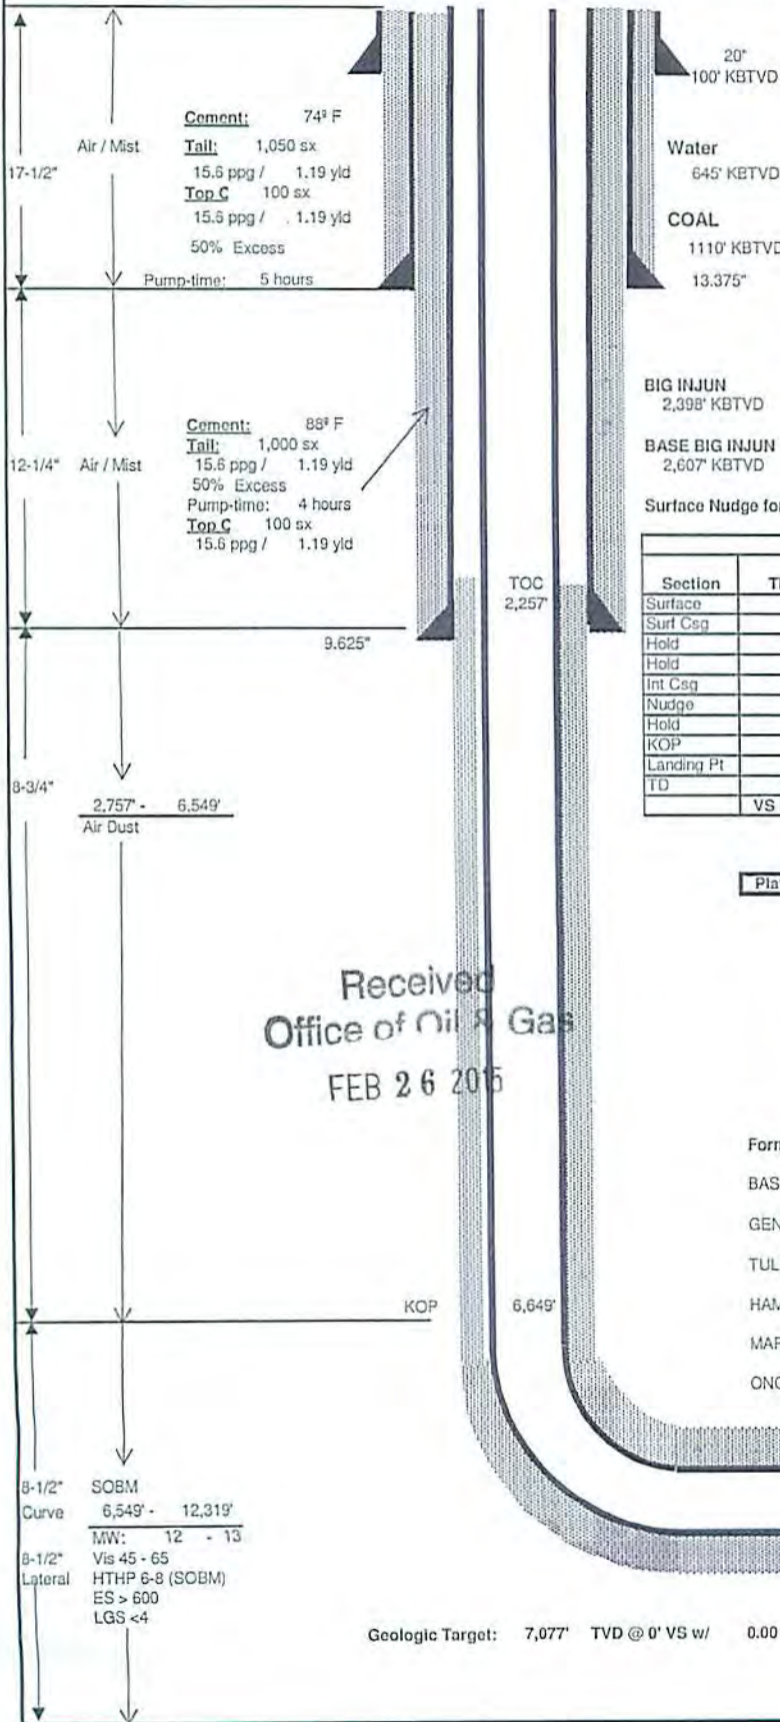 20"
100' KBTVD
Cement: 74º F
Air / Mist
Tail: 1,050 sx
17-1/2"
15.6 ppg / 1.19 yld
Water
645' KBTVD
Top C 100 sx
15.6 ppg / 1.19 yld
50% Excess
COAL
1110' KBTVD
Pump-time: 5 hours
13.375"
BIG INJUN
2,398' KBTVD
Cement: 88º F
Tail: 1,000 sx
12-1/4"
Air / Mist
15.6 ppg / 1.19 yld
50% Excess
Pump-time: 4 hours
Top C 100 sx
15.6 ppg / 1.19 yld
BASE BIG INJUN
2,607' KBTVD
Surface Nudge for
TOC
2,257'
Section
Surface
Surf Csg
Hold
Hold
Int Csg
Nudge
Hold
KOP
Landing Pt
TD
VS
9.625"
8-3/4"
2,757' - 6,549'
Air Dust
Received
Office of Oil & Gas
FEB 26 2015
KOP
6,649'
8-1/2"
Curve
8-1/2"
Lateral
SOBM
6,549' - 12,319'
MW: 12 - 13
Vis 45 - 65
HTHP 6-8 (SOBM)
ES > 600
LGS <4
Geologic Target: 7,077' TVD @ 0' VS w/ 0.00